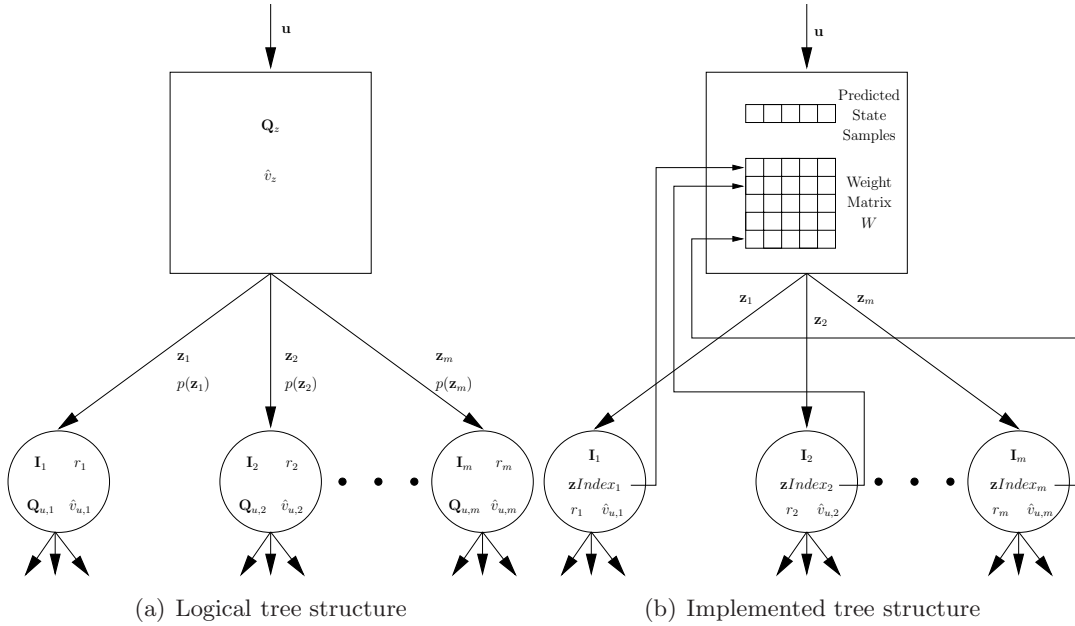 u
Q_z
v̂_z
z_1
p(z_1)
z_2
p(z_2)
z_m
p(z_m)
I_1 r_1
Q_{u,1} v̂_{u,1}
I_2 r_2
Q_{u,2} v̂_{u,2}
I_m r_m
Q_{u,m} v̂_{u,m}
(a) Logical tree structure
u
Predicted
State
Samples
Weight
Matrix
W
z_1
z_2
z_m
I_1
zIndex_1
r_1 v̂_{u,1}
I_2
zIndex_2
r_2 v̂_{u,2}
I_m
zIndex_m
r_m v̂_{u,m}
(b) Implemented tree structure